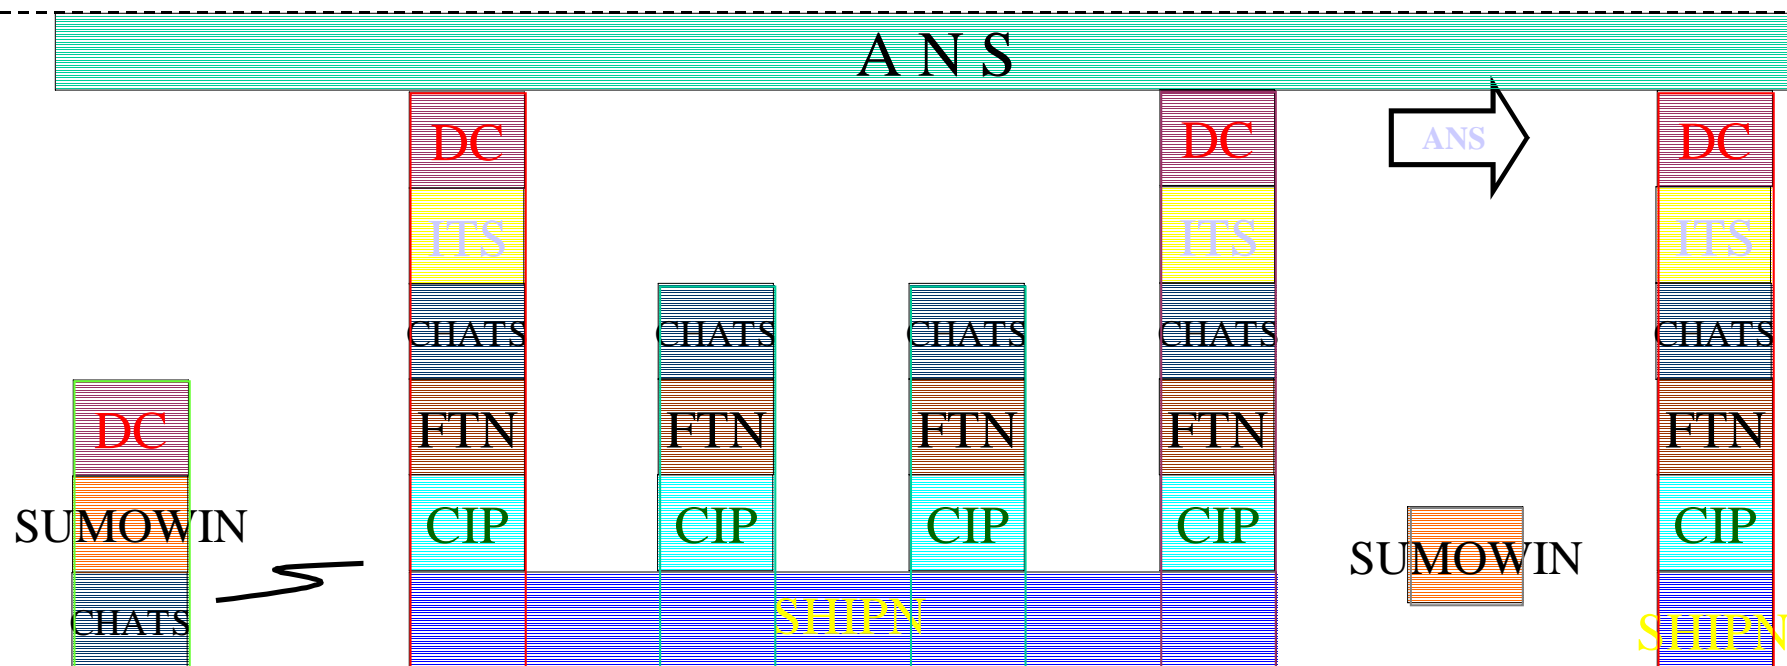 A N S
DC DC ANS DC
ITS ITS ITS
CHATS CHATS CHATS CHATS CHATS
DC FTN FTN FTN FTN FTN
SUMOWIN CIP CIP CIP CIP SUMOWIN CIP
CHATS SHIPN SHIPN